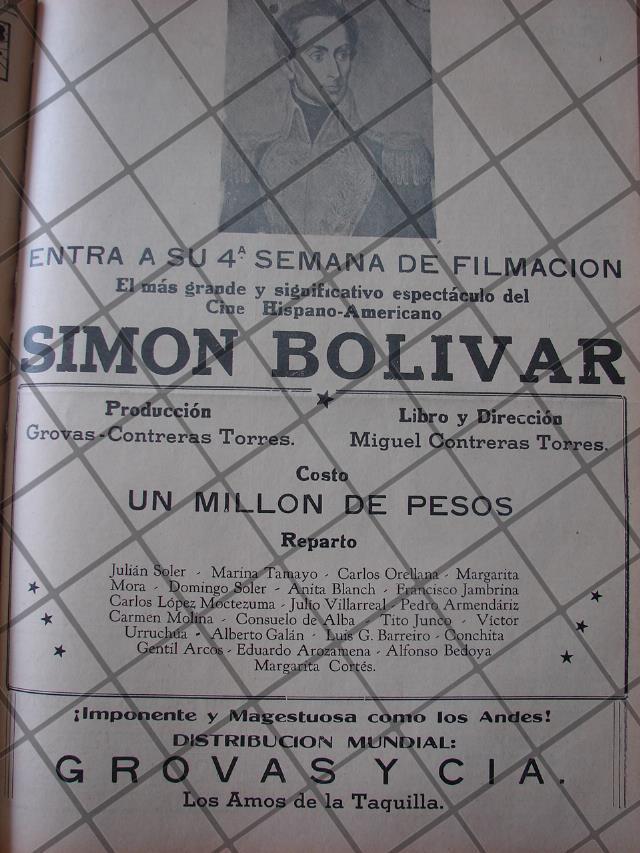 ENTRA A SU 4ᴬ SEMANA DE FILMACION
El más grande y significativo espectáculo del
Cine Hispano-Americano
SIMON BOLIVAR
Producción
Grovas-Contreras Torres.
Libro y Dirección
Miguel Contreras Torres.
Costo
UN MILLON DE PESOS
Reparto
Julián Soler - Marina Tamayo - Carlos Orellana - Margarita
Mora - Domingo Soler - Anita Blanch - Francisco Jambrina
Carlos López Moctezuma - Julio Villarreal - Pedro Armendáriz
Carmen Molina - Consuelo de Alba - Tito Junco - Víctor
Urruchúa - Alberto Galán - Luis G. Barreiro - Conchita
Gentil Arcos - Eduardo Arozamena - Alfonso Bedoya
Margarita Cortés.
¡Imponente y Magestuosa como los Andes!
DISTRIBUCION MUNDIAL:
GROVAS Y CIA.
Los Amos de la Taquilla.